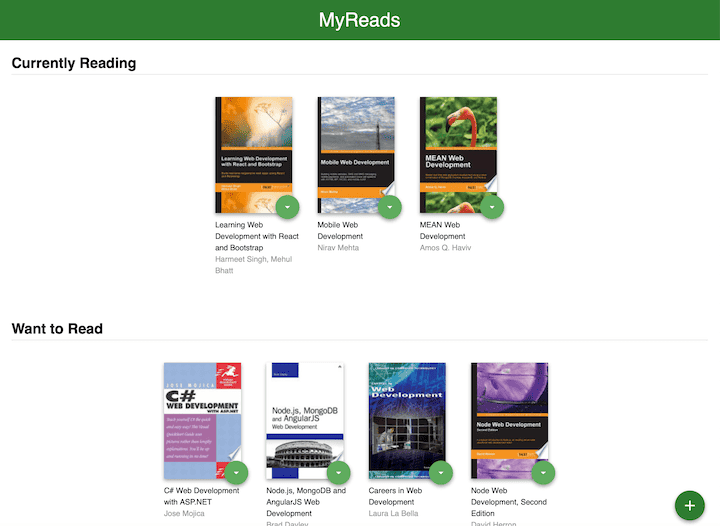 MyReads
Currently Reading
Learning Web Development
with React and Bootstrap
Mobile Web Development
MEAN Web
Development
Learning Web
Development with React
and Bootstrap
Harmeet Singh, Mehul
Bhatt
Mobile Web
Development
Nirav Mehta
MEAN Web
Development
Amos Q. Haviv
Want to Read
JOSE MOJICA
C#
WEB DEVELOPMENT
WITH ASP.NET
Node.js, MongoDB
and AngularJS
Web Development
Careers in
Web
Development
Node Web Development
Second Edition
C# Web Development
with ASP.NET
Jose Mojica
Node.js, MongoDB and
AngularJS Web
Development
Brad Dayley
Careers in Web
Development
Laura La Bella
Node Web
Development, Second
Edition
David Herron